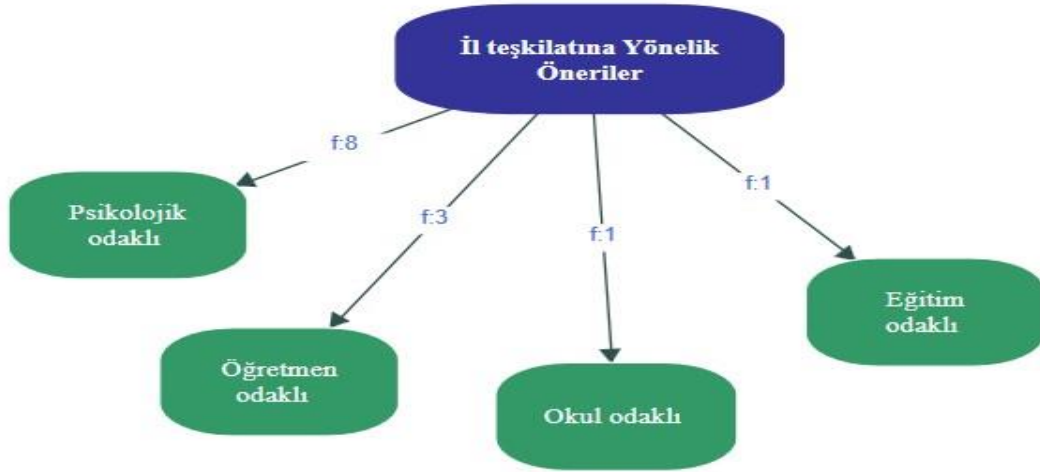 İl teşkilatına Yönelik
Öneriler
f:8
f:3
f:1
f:1
Psikolojik
odaklı
Öğretmen
odaklı
Okul odaklı
Eğitim
odaklı